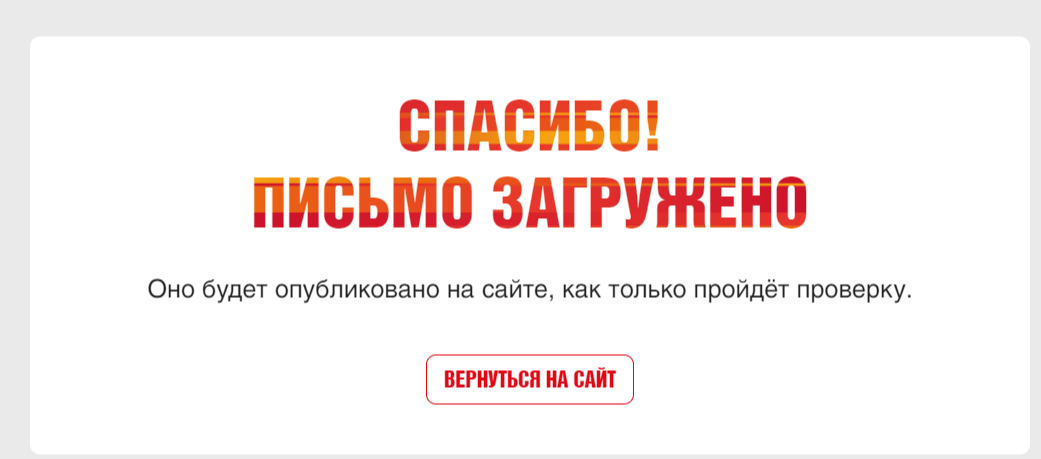 СПАСИБО!
ПИСЬМО ЗАГРУЖЕНО
Оно будет опубликовано на сайте, как только пройдёт проверку.
ВЕРНУТЬСЯ НА САЙТ